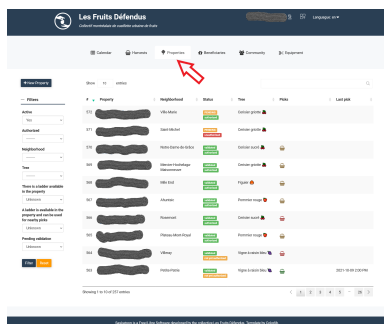 Les Fruits Défendus
Collectif montréalais de cueillette urbaine de fruits
Language: en
Calendar
Harvests
Properties
Beneficiaries
Community
Equipment
+New Property
Show 10 entries
Filters
Active
Yes
Authorized
Neighborhood
Tree
There is a ladder available in the property
Unknown
A ladder is available in the property and can be used for nearby picks
Unknown
Pending validation
Unknown
Filter
# Property Neighborhood Status Tree Picks Last pick
Ville-Marie Cerisier griotte
571 Saint-Michel Cerisier griotte
570 Notre-Dame-de-Grâce Cerisier sucré
569 Mercier-Hochelaga-Maisonneuve Cerisier griotte
568 Mile-End Figuier
567 Ahuntsic Pommier rouge
566 Rosemont Cerisier sucré
565 Plateau Mont-Royal Pommier rouge
564 Villeray Vigne à raisin bleu
563 Petite-Patrie Vigne à raisin bleu 2021-10-09 2:00 PM
Showing 1 to 10 of 257 entries
1 2 3 4 5 26